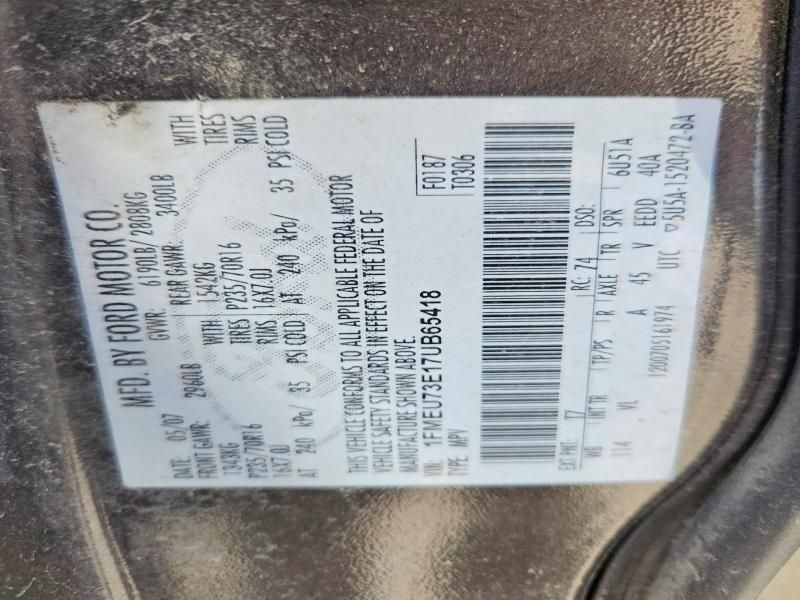 MFD. BY FORD MOTOR CO.
DATE: 05/07 GVWR: 6190LB/ 2808KG
FRONT GAWR: 2960LB REAR GAWR: 3400LB
1343KG WITH 1542KG WITH
P235/70R16 TIRES P235/70R16 TIRES
16X7.0J RIMS 16X7.0J RIMS
AT 240 kPa/ 35 PSI COLD AT 240 kPa/ 35 PSI COLD
THIS VEHICLE CONFORMS TO ALL APPLICABLE FEDERAL MOTOR
VEHICLE SAFETY STANDARDS IN EFFECT ON THE DATE OF
MANUFACTURE SHOWN ABOVE.
VIN: 1FMEU73E17UB65418 F0187
TYPE: MPV T0306
EXT PNT: T7 RC: 74 DSO:
WB INT TR TP/PS R AXLE TR SPR 6U5TA
114 VL A 45 V EEDD 40A
1200705161974 UTC ▽5U5A-1520472-BA